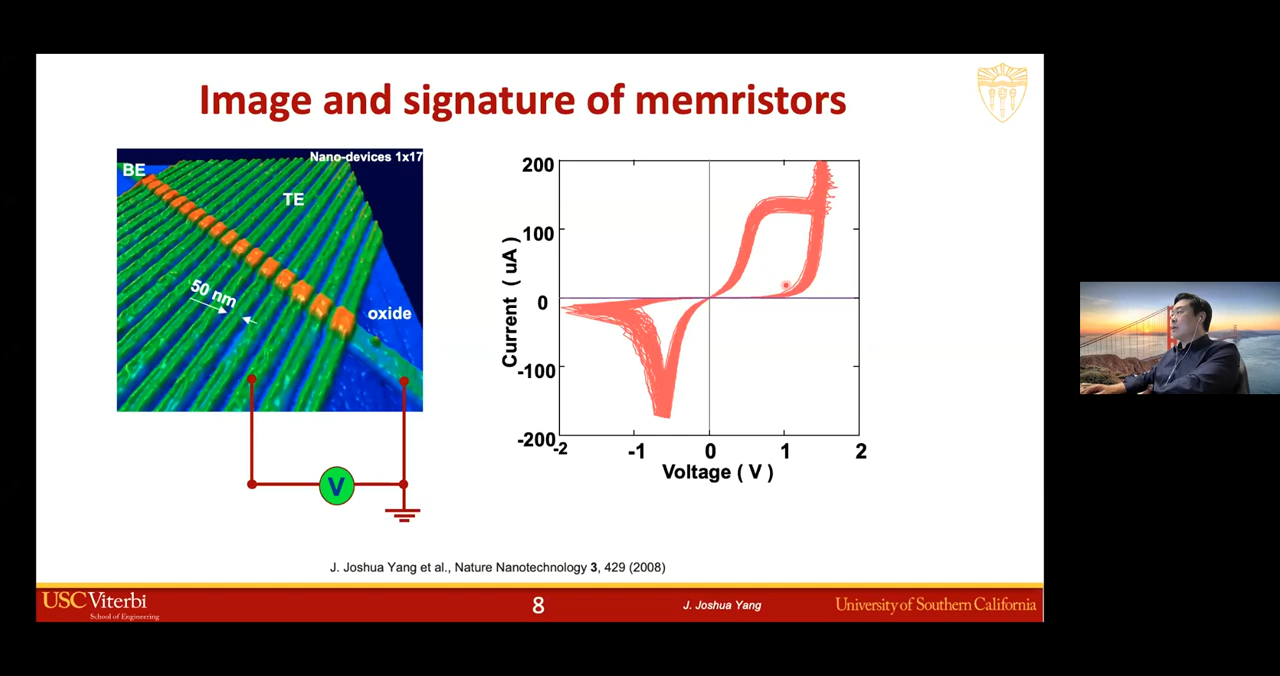 Image and signature of memristors
Nano-devices 1x17
BE
TE
50 nm
oxide
V
200
100
0
-100
-200
-2
-1
0
1
2
Current ( uA )
Voltage ( V )
J. Joshua Yang et al., Nature Nanotechnology 3, 429 (2008)
USC Viterbi
School of Engineering
8
J. Joshua Yang
University of Southern California